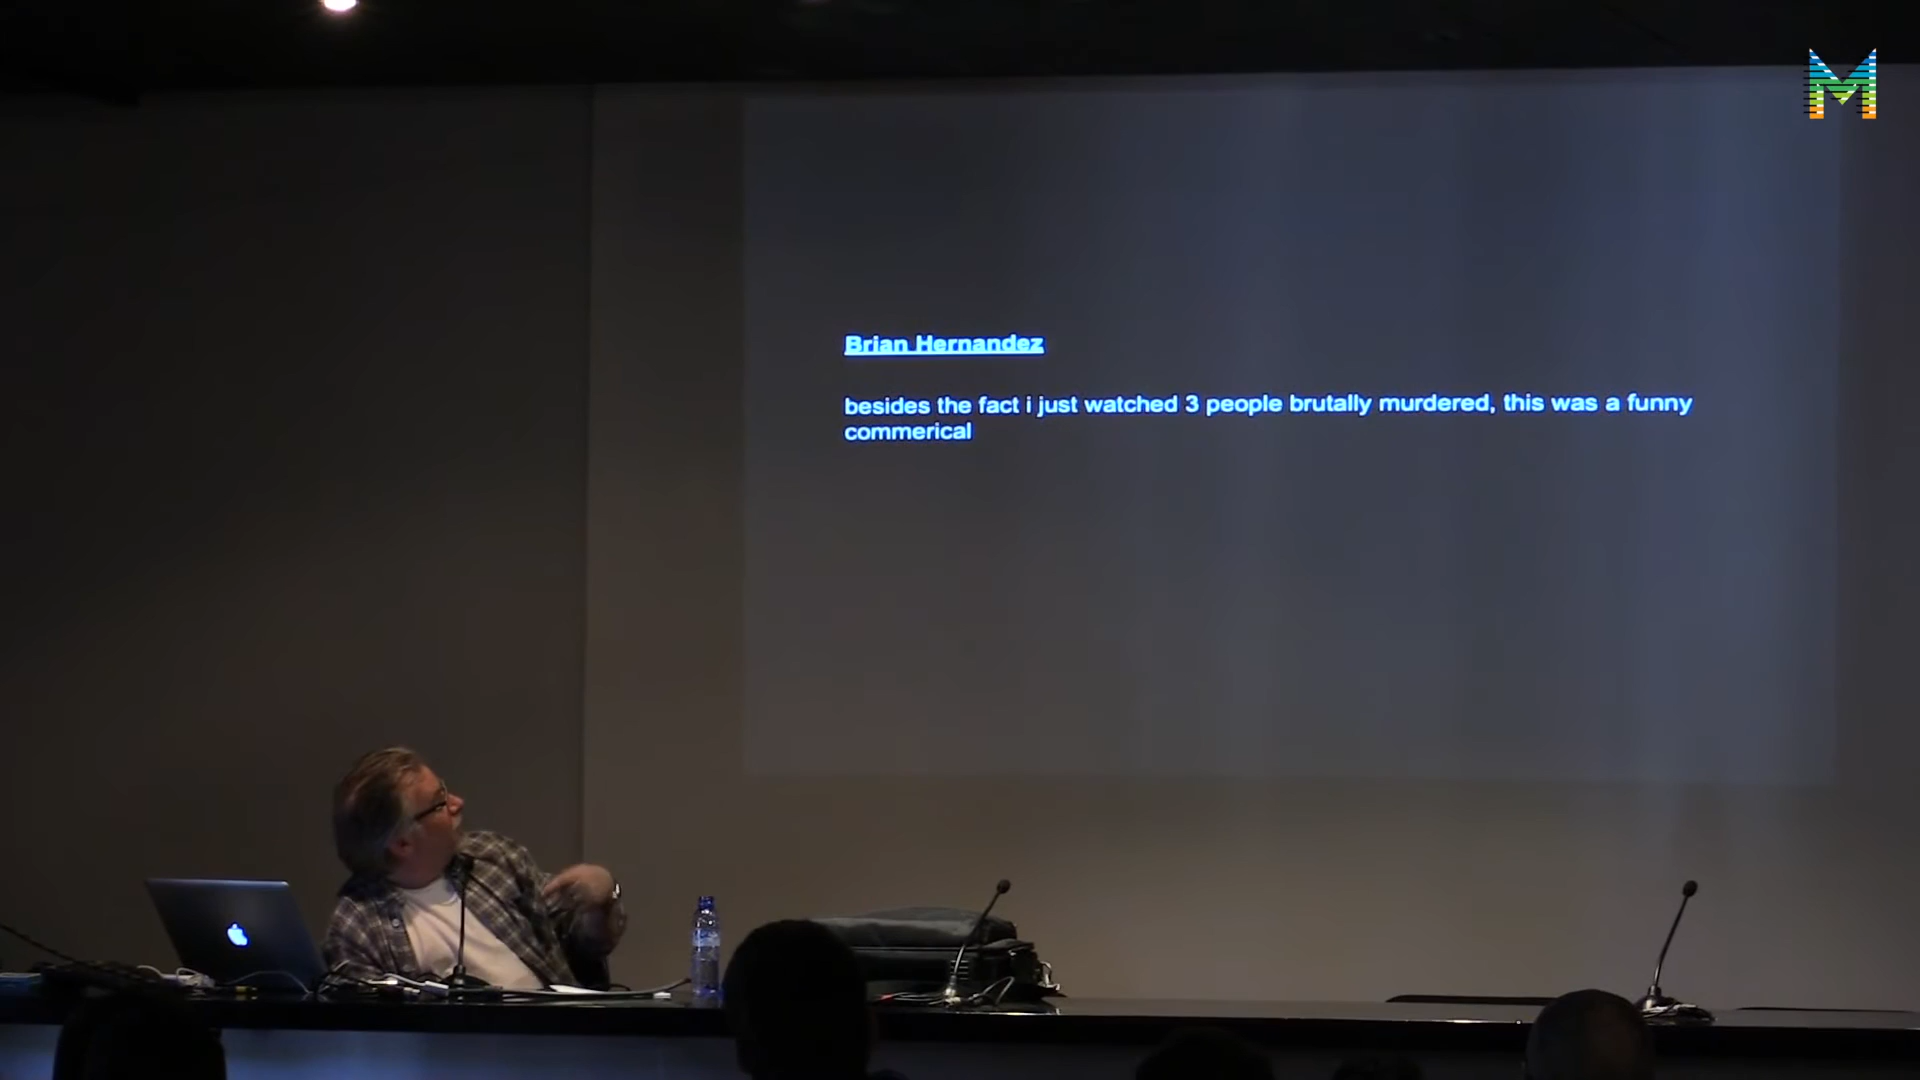 Brian Hernandez
besides the fact i just watched 3 people brutally murdered, this was a funny
commerical
M